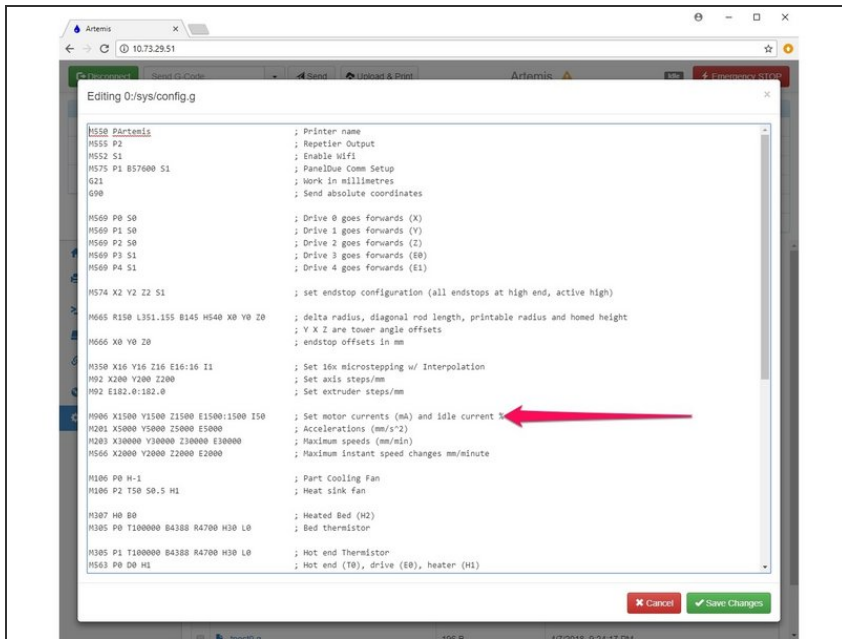 Artemis
10.73.29.51
Disconnect Send G-Code Send Upload & Print Artemis Idle Emergency STOP
Editing 0:/sys/config.g
M550 PArtemis ; Printer name
M555 P2 ; Repetier Output
M552 S1 ; Enable Wifi
M575 P1 B57600 S1 ; PanelDue Comm Setup
G21 ; Work in millimetres
G90 ; Send absolute coordinates
M569 P0 S0 ; Drive 0 goes forwards (X)
M569 P1 S0 ; Drive 1 goes forwards (Y)
M569 P2 S0 ; Drive 2 goes forwards (Z)
M569 P3 S1 ; Drive 3 goes forwards (E0)
M569 P4 S1 ; Drive 4 goes forwards (E1)
M574 X2 Y2 Z2 S1 ; set endstop configuration (all endstops at high end, active high)
M665 R150 L351.155 B145 H540 X0 Y0 Z0 ; delta radius, diagonal rod length, printable radius and homed height
; Y X Z are tower angle offsets
M666 X0 Y0 Z0 ; endstop offsets in mm
M350 X16 Y16 Z16 E16:16 I1 ; Set 16x microstepping w/ Interpolation
M92 X200 Y200 Z200 ; Set axis steps/mm
M92 E182.0:182.0 ; Set extruder steps/mm
M906 X1500 Y1500 Z1500 E1500:1500 I50 ; Set motor currents (mA) and idle current %
M201 X5000 Y5000 Z5000 E5000 ; Accelerations (mm/s^2)
M203 X30000 Y30000 Z30000 E30000 ; Maximum speeds (mm/min)
M566 X2000 Y2000 Z2000 E2000 ; Maximum instant speed changes mm/minute
M106 P0 H-1 ; Part Cooling Fan
M106 P2 T50 S0.5 H1 ; Heat sink fan
M307 H0 B0 ; Heated Bed (H2)
M305 P0 T100000 B4388 R4700 H30 L0 ; Bed thermistor
M305 P1 T100000 B4388 R4700 H30 L0 ; Hot end Thermistor
M563 P0 D0 H1 ; Hot end (T0), drive (E0), heater (H1)
Cancel Save Changes
196 B 4/7/2018, 9:24:17 PM